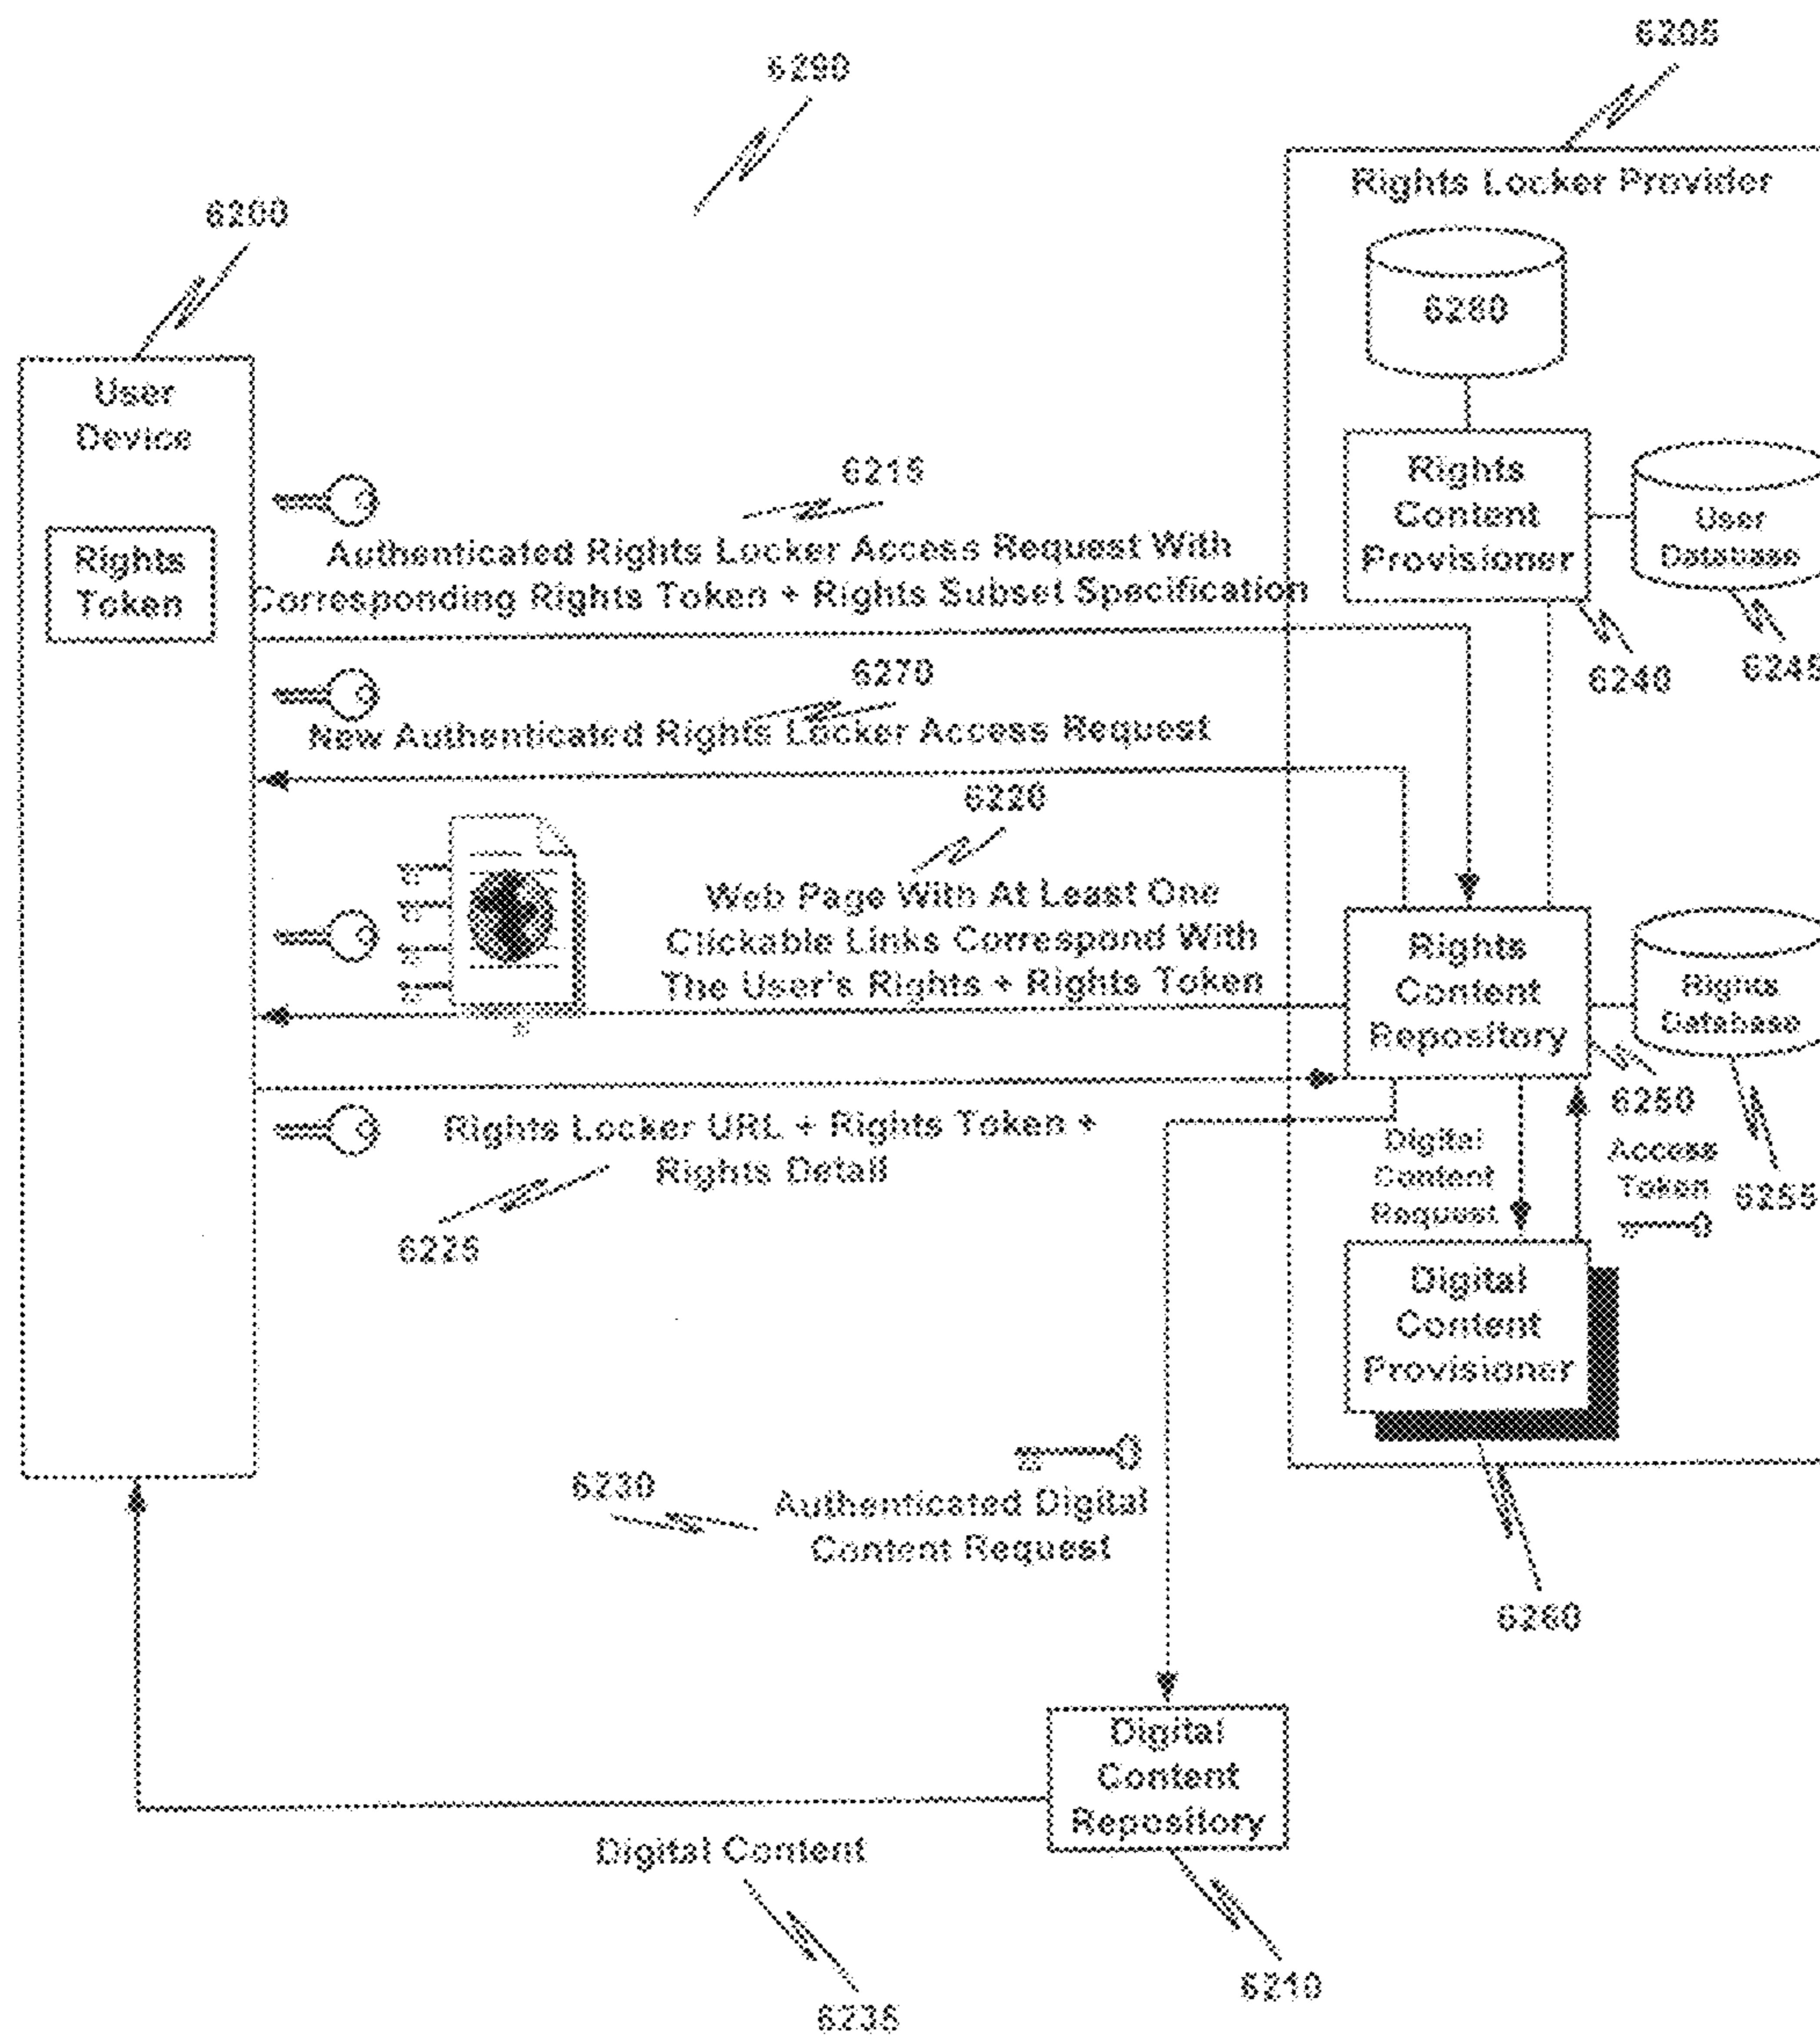 6205
6290
Rights Locker Provider
6200
6280
User
Device
Rights
Content
Provisioner
User
Database
6215
Rights
Token
Authenticated Rights Locker Access Request With
Corresponding Rights Token + Rights Subset Specification
6240
6245
6270
New Authenticated Rights Locker Access Request
6220
Web Page With At Least One
Clickable Links Correspond With
The User's Rights + Rights Token
Rights
Content
Repository
Rights
Database
6250
Rights Locker URL + Rights Token +
Rights Detail
Digital
Content
Request
Access
Token
6255
6225
Digital
Content
Provisioner
6230
Authenticated Digital
Content Request
6260
Digital
Content
Repository
Digital Content
6210
6235